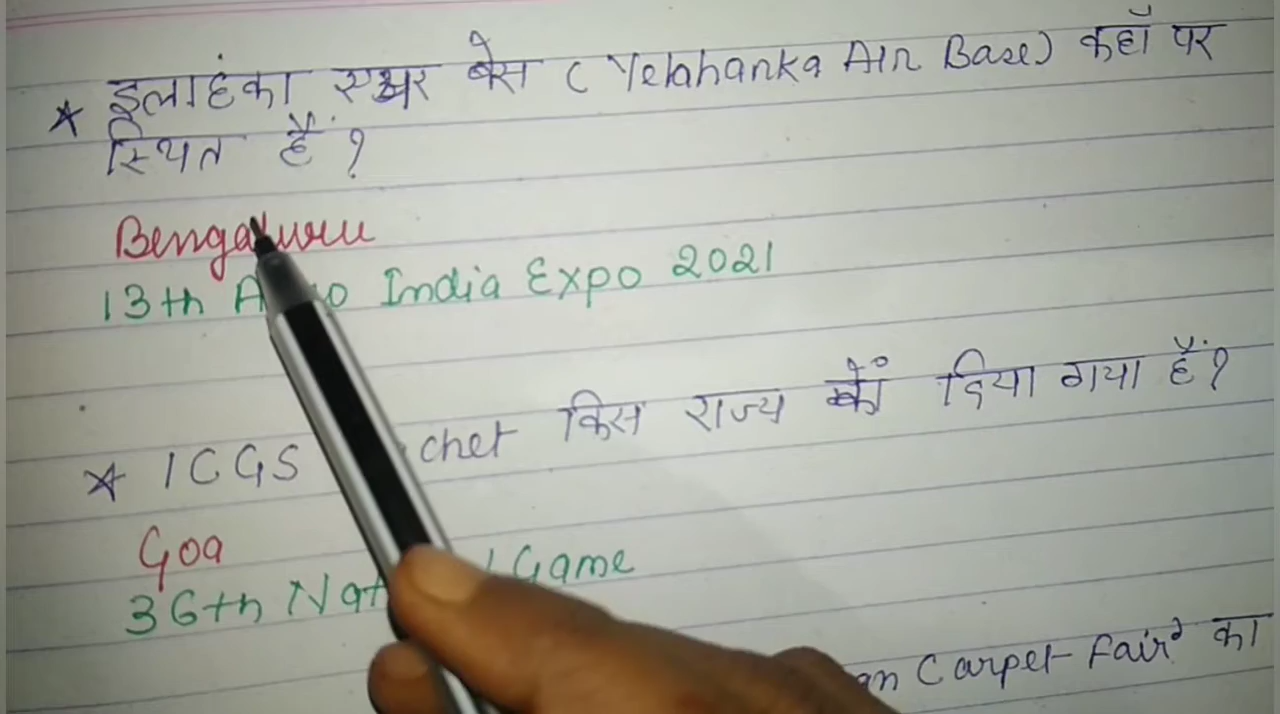 ★ इलाहंका एअर बेस ( Yelahanka AIR Base) कहाँ पर
स्थित हैं ?
Bengaluru
13th India Expo 2021
★ ICGS किस राज्य कों दिया गया हैं ?
Goa
36th Game
Carpet Fair का